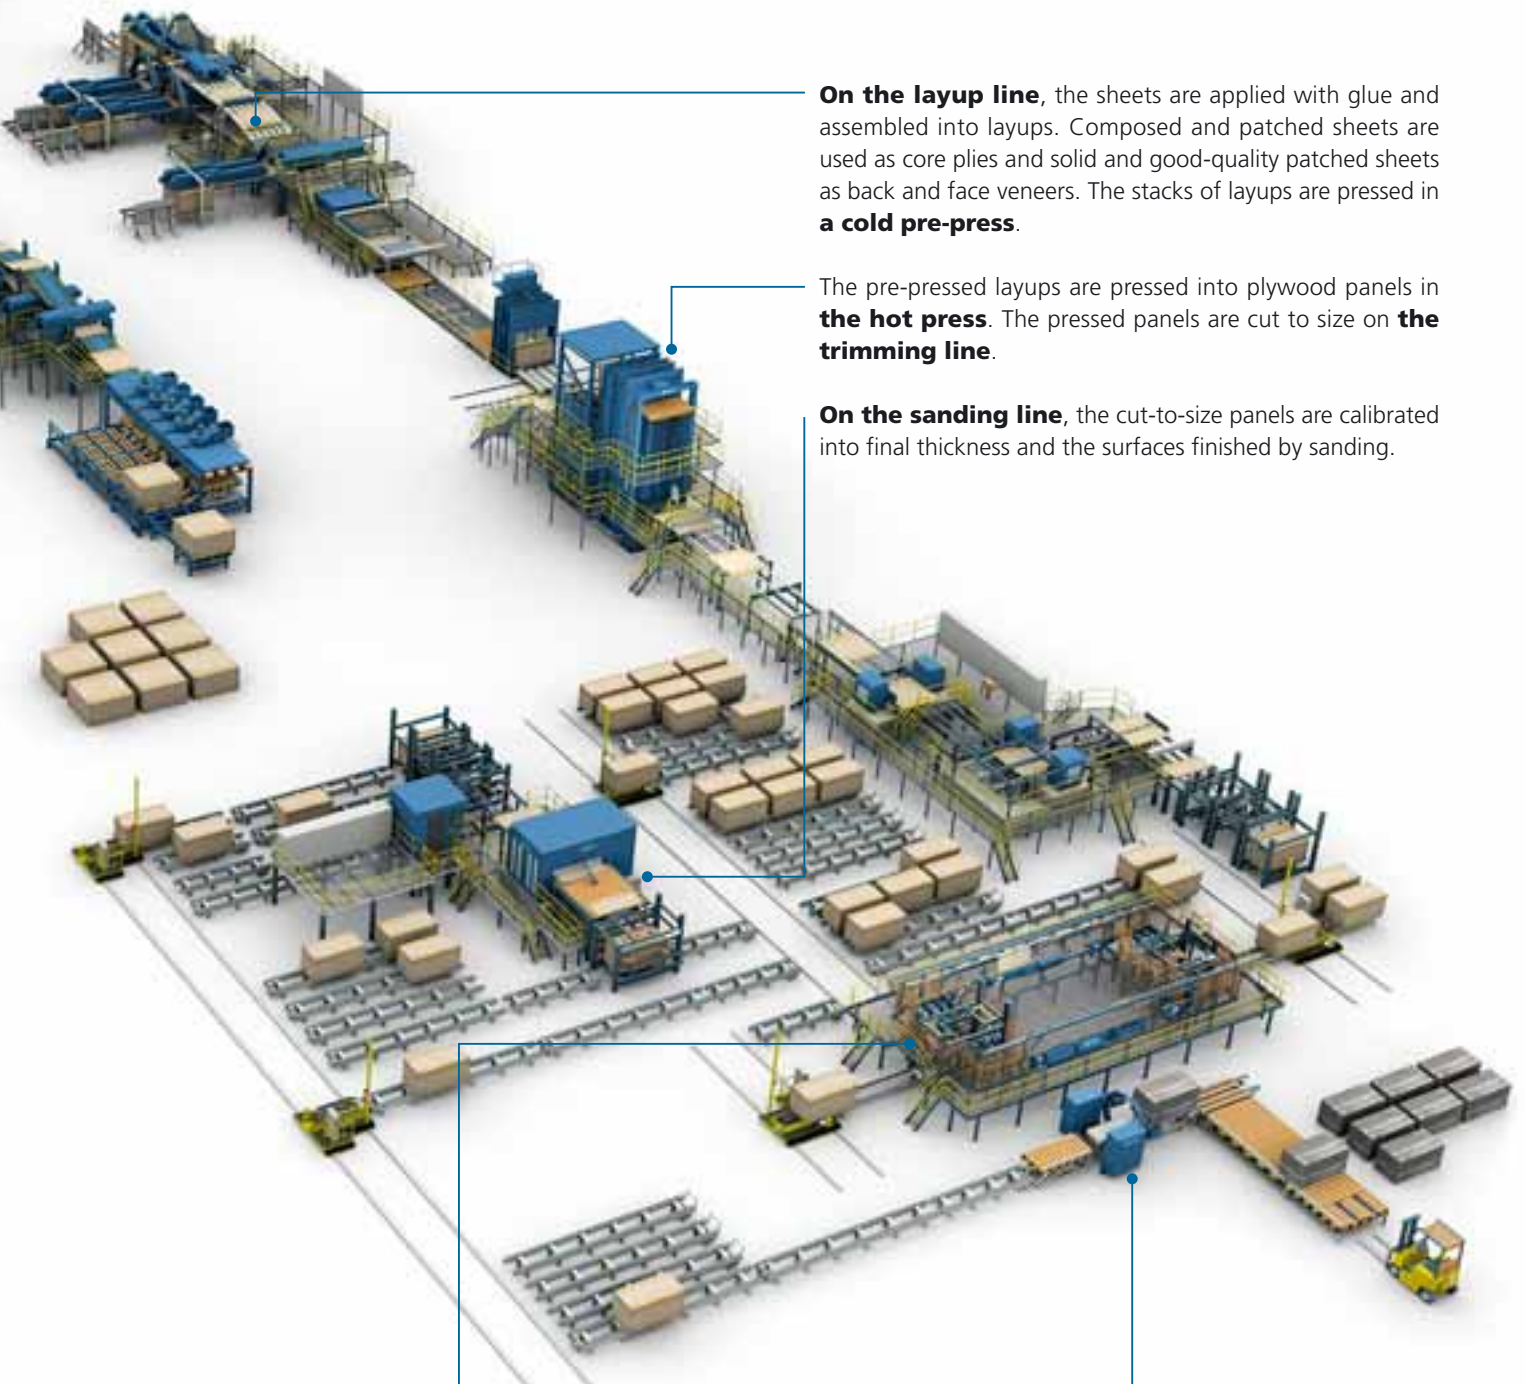 On the layup line, the sheets are applied with glue and
assembled into layups. Composed and patched sheets are
used as core plies and solid and good-quality patched sheets
as back and face veneers. The stacks of layups are pressed in
a cold pre-press.
The pre-pressed layups are pressed into plywood panels in
the hot press. The pressed panels are cut to size on the
trimming line.
On the sanding line, the cut-to-size panels are calibrated
into final thickness and the surfaces finished by sanding.